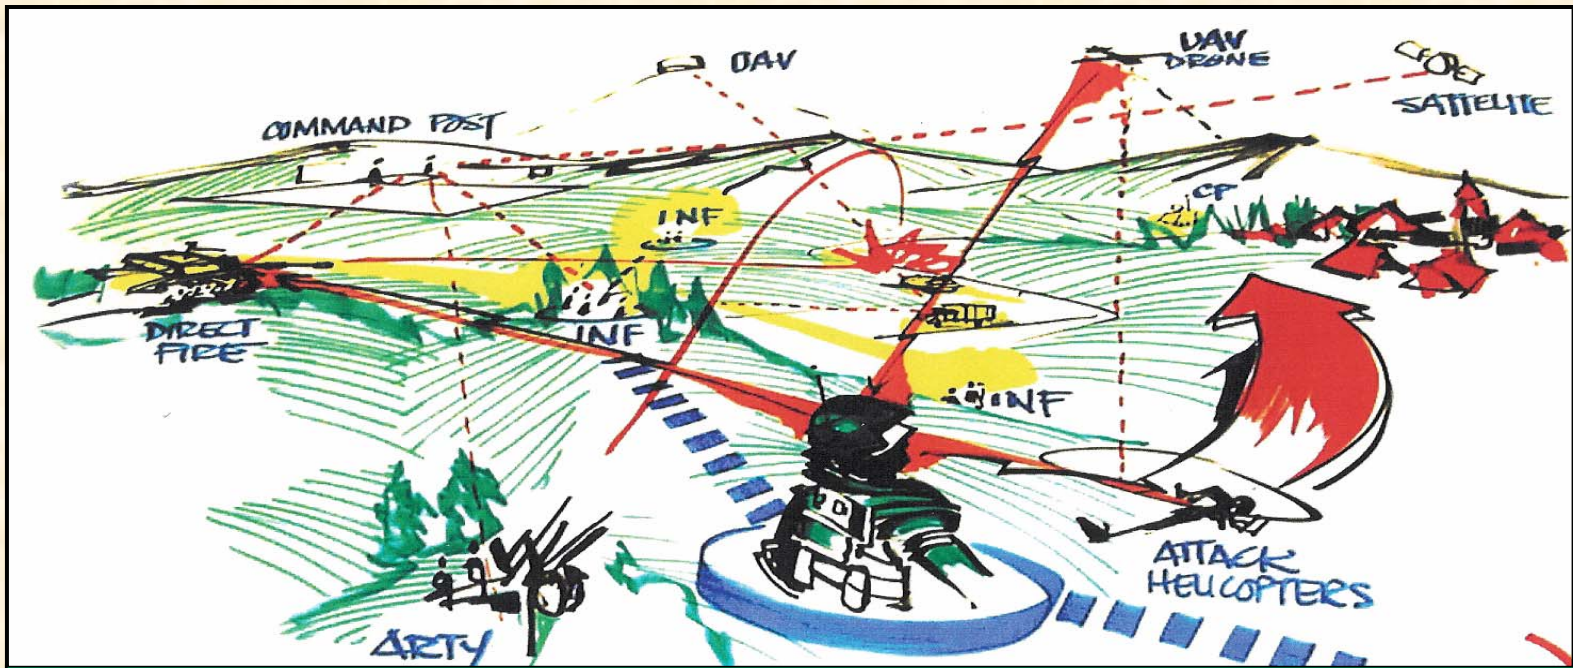 UAV
UAV
DRONE
SATTELITE
COMMAND POST
CP
INF
DIRECT
FIRE
INF
INF
ATTACK
HELICOPTERS
ARTY